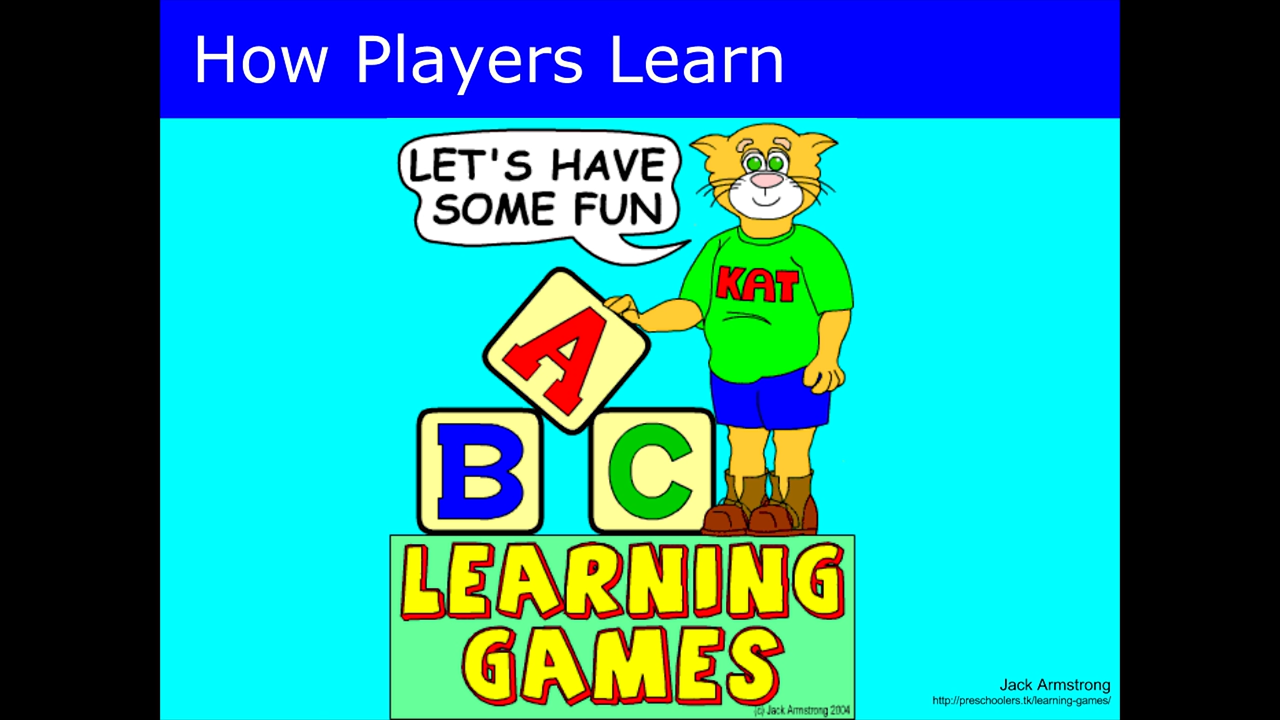 How Players Learn
LET'S HAVE
SOME FUN
KAT
A
B C
LEARNING
GAMES
(c) Jack Armstrong 2004
Jack Armstrong
http://preschoolers.tk/learning-games/